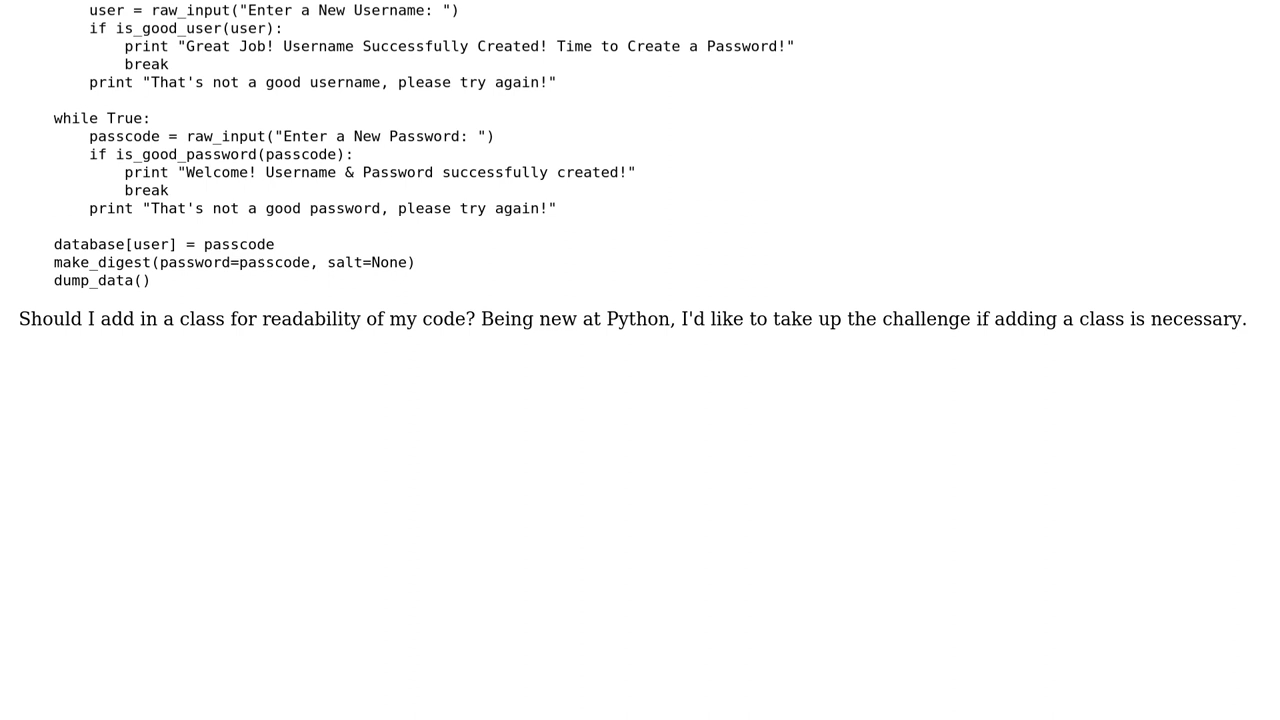 user = raw_input("Enter a New Username: ")
if is_good_user(user):
print "Great Job! Username Successfully Created! Time to Create a Password!"
break
print "That's not a good username, please try again!"
while True:
passcode = raw_input("Enter a New Password: ")
if is_good_password(passcode):
print "Welcome! Username & Password successfully created!"
break
print "That's not a good password, please try again!"
database[user] = passcode
make_digest(password=passcode, salt=None)
dump_data()
Should I add in a class for readability of my code? Being new at Python, I'd like to take up the challenge if adding a class is necessary.